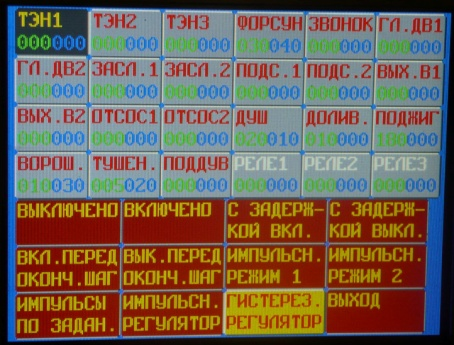 ТЭН1 ТЭН2 ТЭН3 ФОРСУН ЗВОНОК ГЛ.ДВ1
000000 000000 000000 030040 000000 000000
ГЛ.ДВ2 ЗАСЛ.1 ЗАСЛ.2 ПОДС.1 ПОДС.2 ВЫХ.В1
000000 000000 000000 000000 000000 000000
ВЫХ.В2 ОТСОС1 ОТСОС2 ДУШ ДОЛИВ. ПОДЖИГ
000000 000000 000000 020010 010000 180000
ВОРОШ. ТУШЕН. ПОДДУВ РЕЛЕ1 РЕЛЕ2 РЕЛЕ3
010030 005020 000000 000000 000000 000000
ВЫКЛЮЧЕНО ВКЛЮЧЕНО С ЗАДЕРЖ- С ЗАДЕРЖ-
КОЙ ВКЛ. КОЙ ВЫКЛ.
ВКЛ.ПЕРЕД ВЫК.ПЕРЕД ИМПУЛЬСН. ИМПУЛЬСН.
ОКОНЧ.ШАГ ОКОНЧ.ШАГ РЕЖИМ 1 РЕЖИМ 2
ИМПУЛЬСЫ ИМПУЛЬСН. ГИСТЕРЕЗ. ВЫХОД
ПО ЗАДАН. РЕГУЛЯТОР РЕГУЛЯТОР